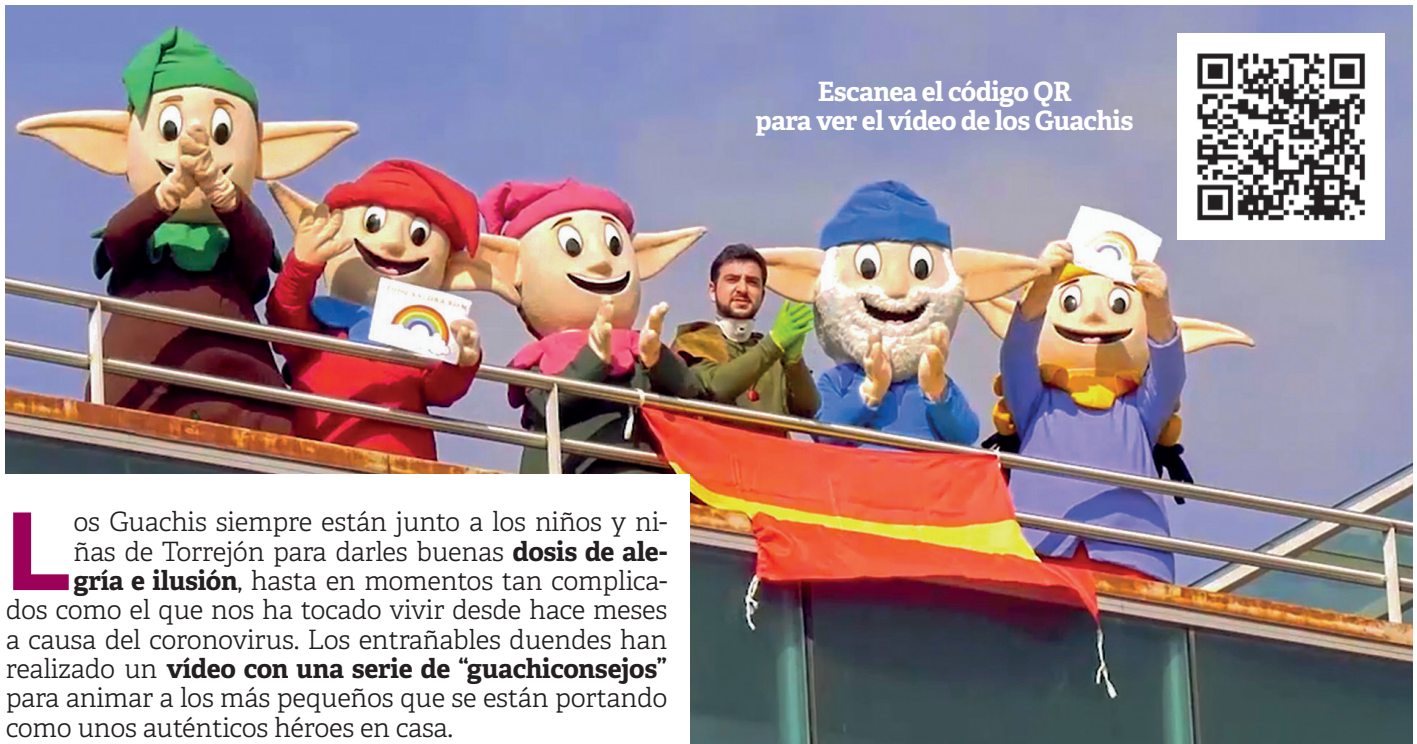 Escanea el código QR
para ver el vídeo de los Guachis
Los Guachis siempre están junto a los niños y ni-
ñas de Torrejón para darles buenas dosis de ale-
gría e ilusión, hasta en momentos tan complica-
dos como el que nos ha tocado vivir desde hace meses
a causa del coronovirus. Los entrañables duendes han
realizado un vídeo con una serie de “guachiconsejos”
para animar a los más pequeños que se están portando
como unos auténticos héroes en casa.